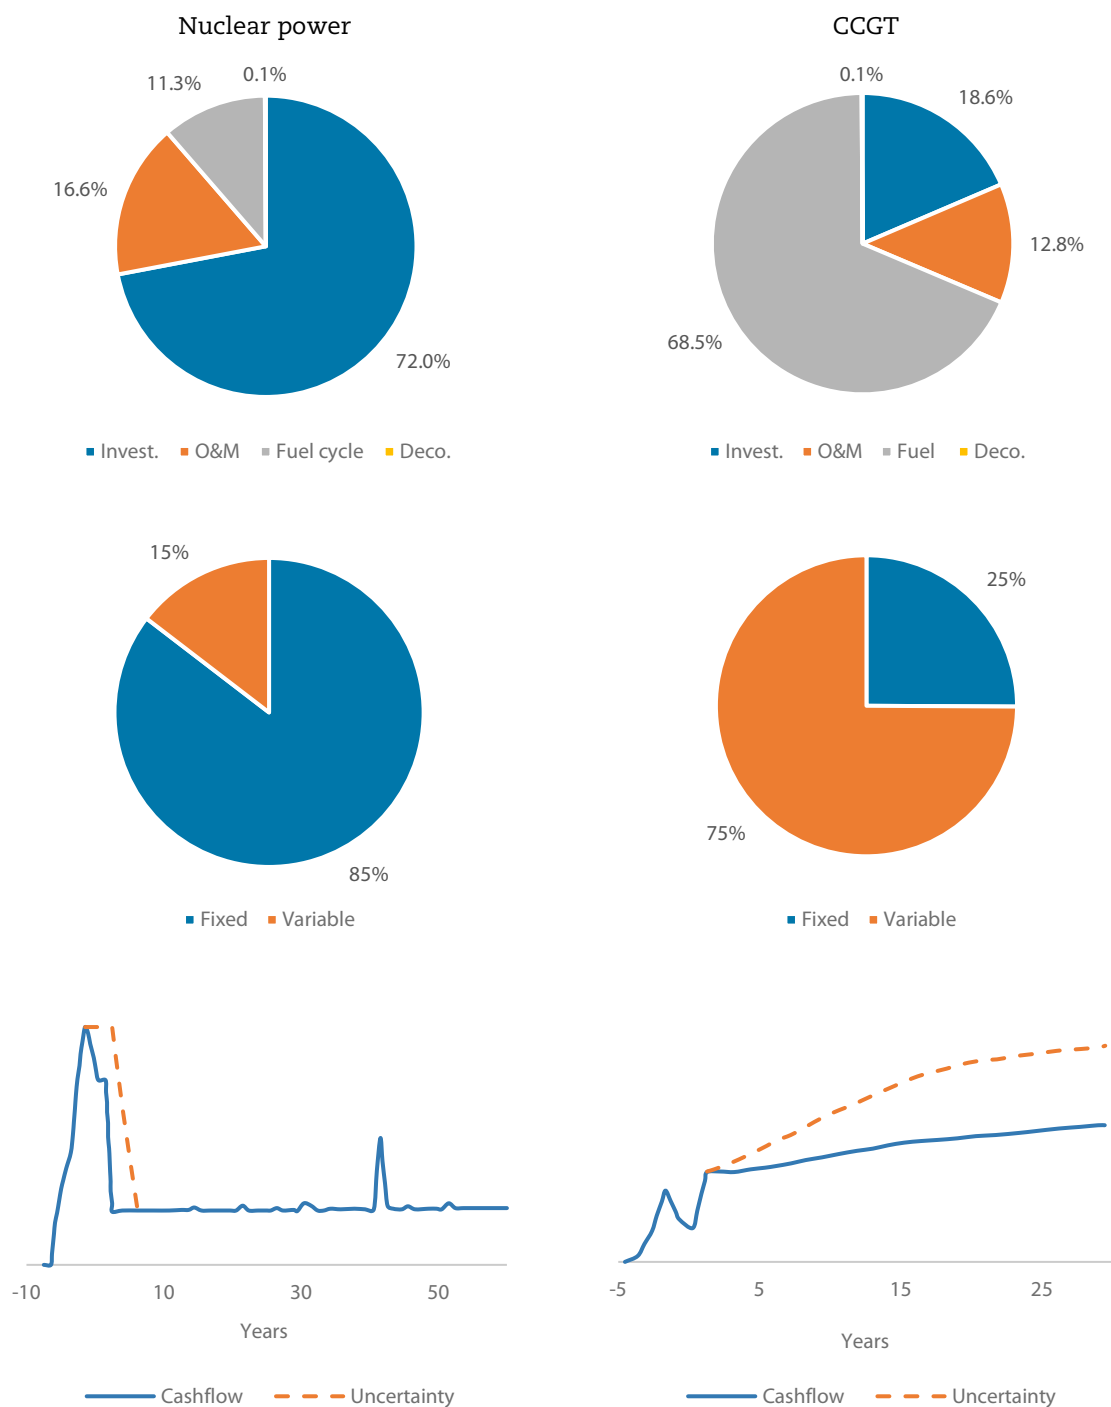 Nuclear power
CCGT
0.1%
11.3%
16.6%
72.0%
Invest. O&M Fuel cycle Deco.
0.1%
18.6%
12.8%
68.5%
Invest. O&M Fuel Deco.
15%
85%
Fixed Variable
25%
75%
Fixed Variable
-10 10 30 50
Years
Cashflow Uncertainty
-5 5 15 25
Years
Cashflow Uncertainty